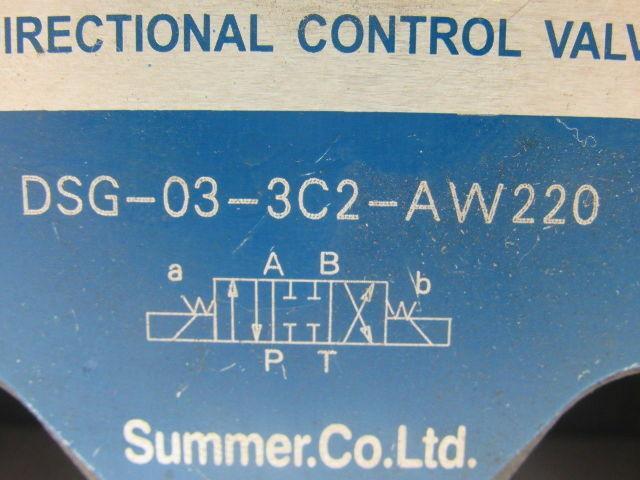 IRECTIONAL CONTROL VALV
DSG-03-3C2-AW220
a A B b
P T
Summer.Co.Ltd.